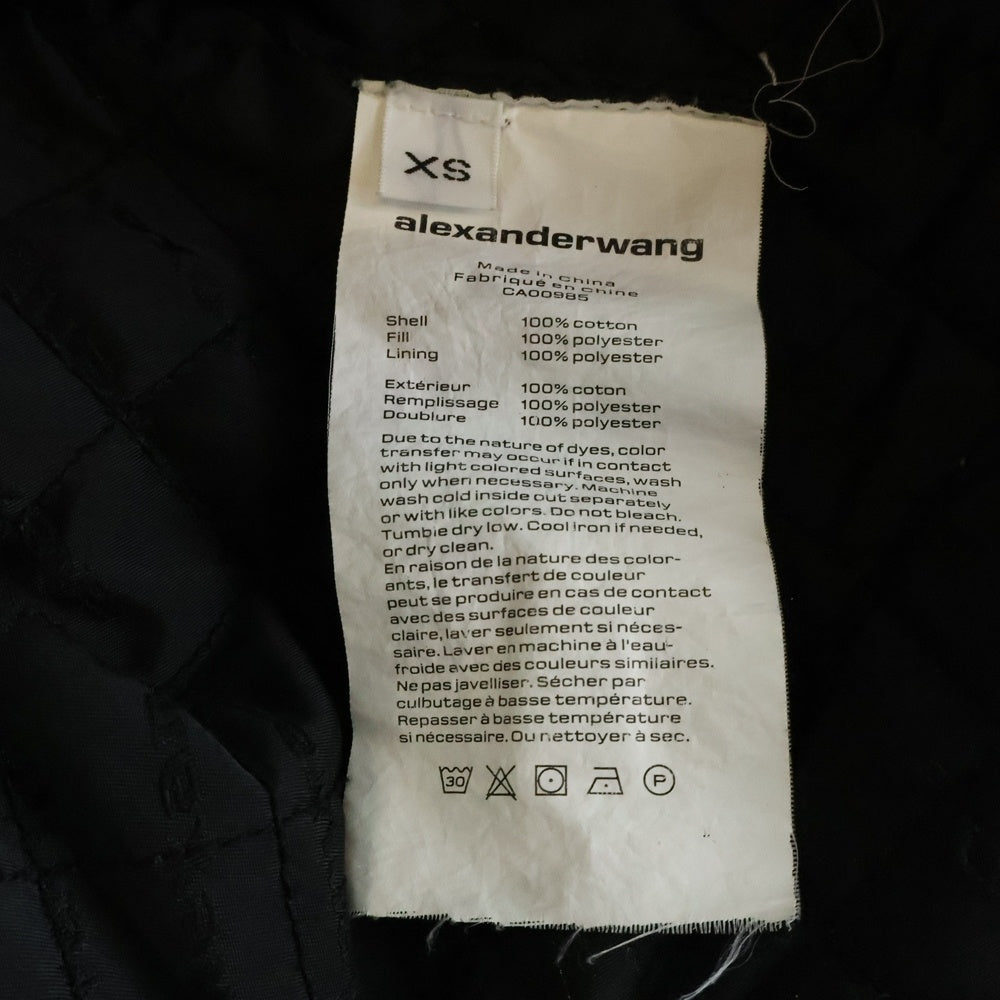 XS
alexanderwang
Made in China
Fabriqué en Chine
CA00985
Shell 100% cotton
Fill 100% polyester
Lining 100% polyester
Extérieur 100% coton
Remplissage 100% polyester
Doublure 100% polyester
Due to the nature of dyes, color
transfer may occur if in contact
with light colored surfaces, wash
only when necessary. Machine
wash cold inside out separately
or with like colors. Do not bleach.
Tumble dry low. Cool iron if needed,
or dry clean.
En raison de la nature des color-
ants, le transfert de couleur
peut se produire en cas de contact
avec des surfaces de couleur
claire, laver seulement si néces-
saire. Laver en machine à l'eau-
froide avec des couleurs similaires.
Ne pas javelliser. Sécher par
culbutage à basse température.
Repasser à basse température
si nécessaire. Ou nettoyer à sec.
30 P